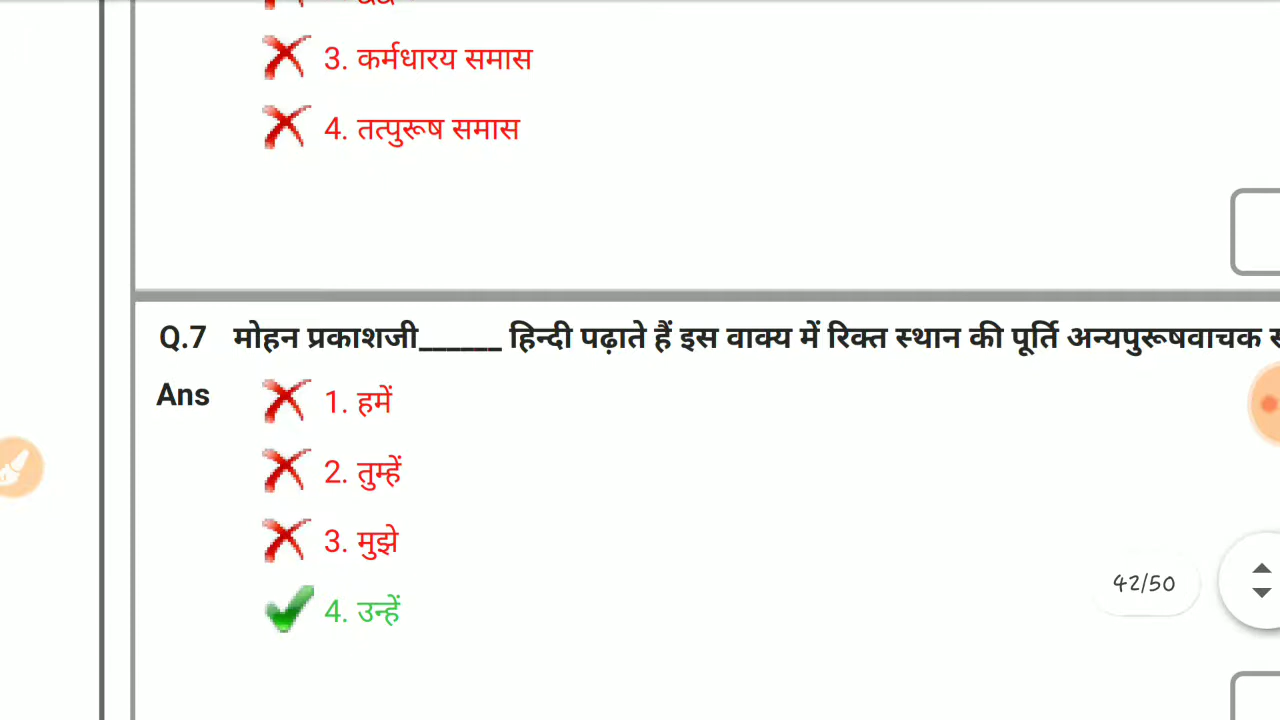 3. कर्मधारय समास
4. तत्पुरूष समास
Q.7 मोहन प्रकाशजी______ हिन्दी पढ़ाते हैं इस वाक्य में रिक्त स्थान की पूर्ति अन्यपुरूषवाचक
Ans
1. हमें
2. तुम्हें
3. मुझे
4. उन्हें
42/50